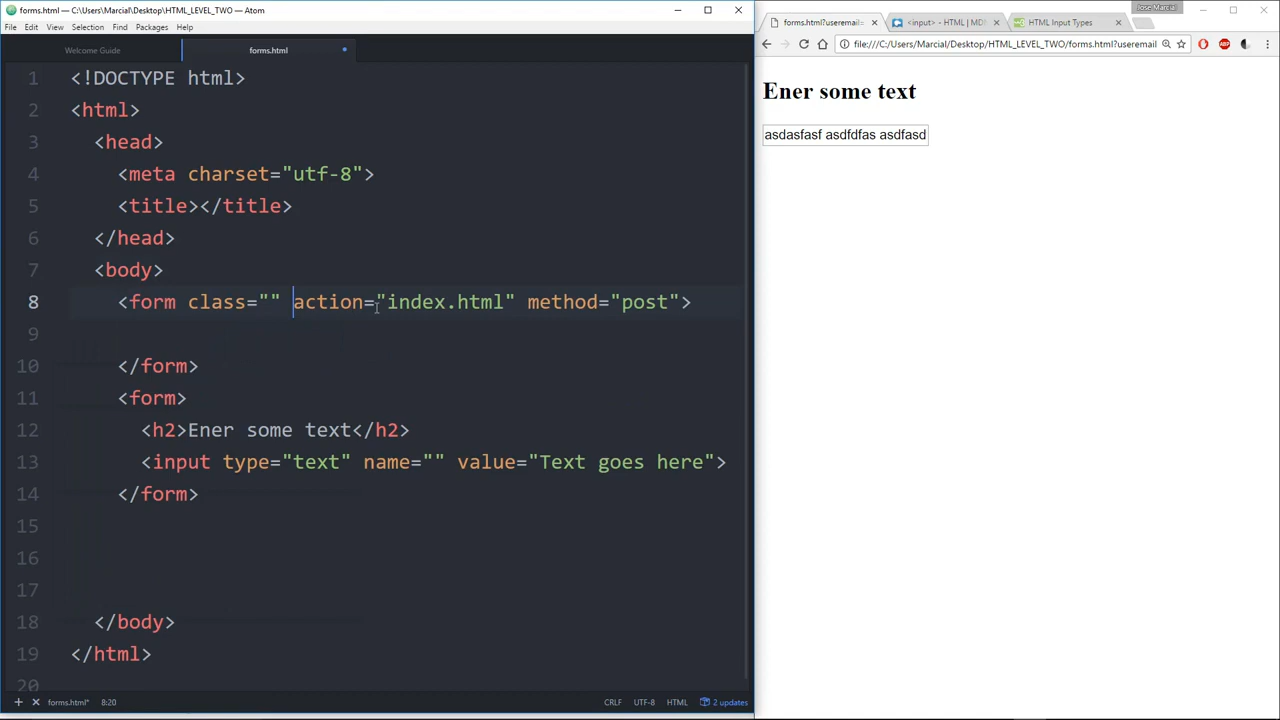 forms.html — C:\Users\Marcial\Desktop\HTML_LEVEL_TWO — Atom
File Edit View Selection Find Packages Help
Welcome Guide
forms.html
1 <!DOCTYPE html>
2 <html>
3 <head>
4 <meta charset="utf-8">
5 <title></title>
6 </head>
7 <body>
8 <form class="" action="index.html" method="post">
9
10 </form>
11 <form>
12 <h2>Ener some text</h2>
13 <input type="text" name="" value="Text goes here">
14 </form>
15
16
17
18 </body>
19 </html>
20
forms.html* 8:20 CRLF UTF-8 HTML 2 updates
Jose Marcial
forms.html?useremail=
<input> - HTML | MD
HTML Input Types
file:///C:/Users/Marcial/Desktop/HTML_LEVEL_TWO/forms.html?useremail
ABP
Ener some text
asdasfasf asdfdfas asdfasd